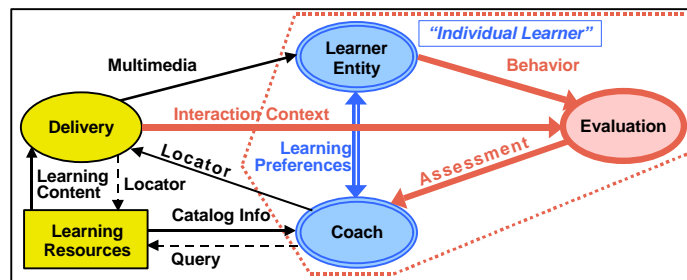 “Individual Learner”
Learner
Entity
Multimedia
Behavior
Interaction Context
Delivery
Evaluation
Locator
Learning
Preferences
Assessment
Learning
Content
Locator
Learning
Resources
Catalog Info
Query
Coach